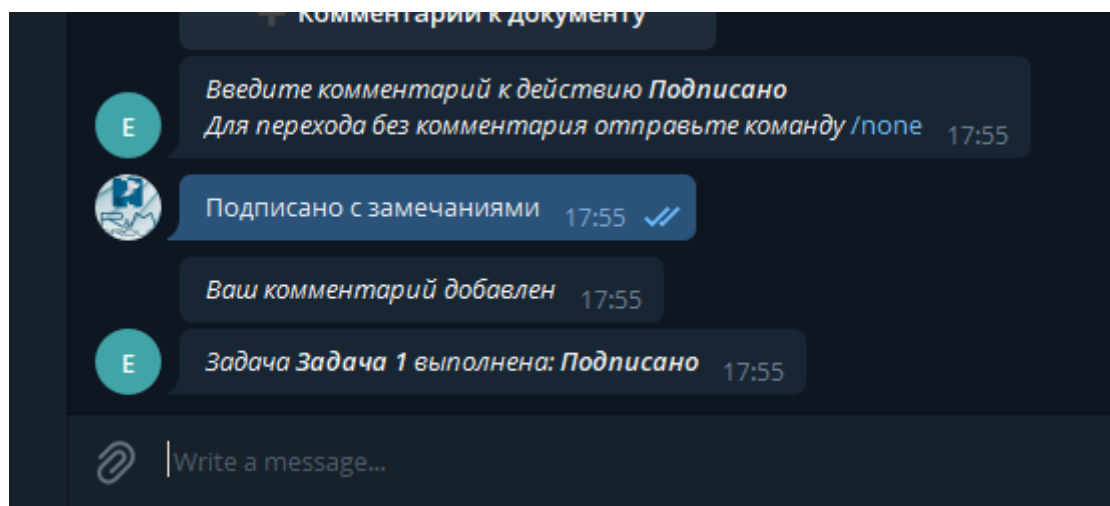 Комментарии к документу
Введите комментарий к действию Подписано
Для перехода без комментария отправьте команду /none 17:55
E
Подписано с замечаниями 17:55
Ваш комментарий добавлен 17:55
E
Задача Задача 1 выполнена: Подписано 17:55
Write a message...